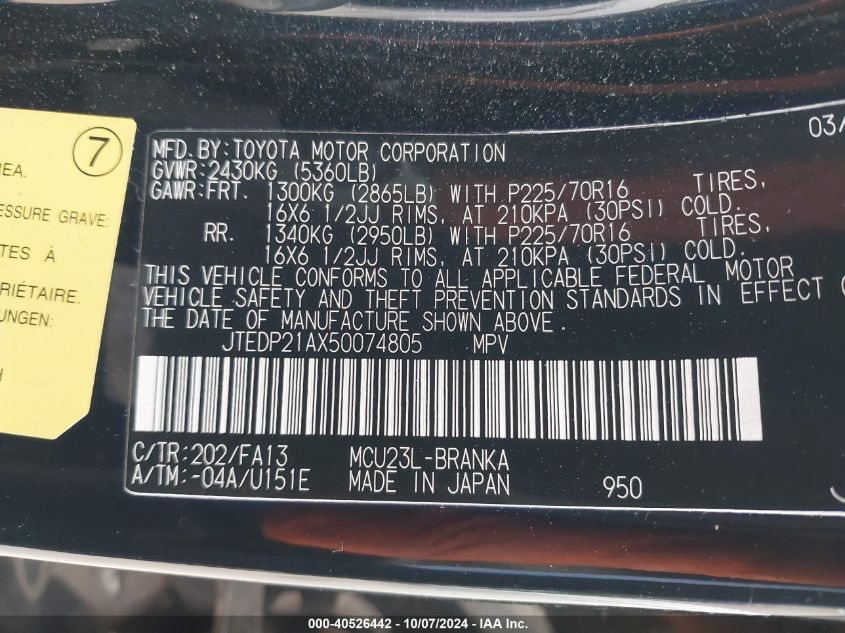 7
REA.
ESSURE GRAVE:
TES À
RIÉTAIRE.
UNGEN:
H
03/
MFD.BY:TOYOTA MOTOR CORPORATION
GVWR:2430KG (5360LB)
GAWR:FRT. 1300KG (2865LB) WITH P225/70R16 TIRES,
16X6 1/2JJ RIMS, AT 210KPA (30PSI) COLD.
RR. 1340KG (2950LB) WITH P225/70R16 TIRES,
16X6 1/2JJ RIMS, AT 210KPA (30PSI) COLD.
THIS VEHICLE CONFORMS TO ALL APPLICABLE FEDERAL MOTOR
VEHICLE SAFETY AND THEFT PREVENTION STANDARDS IN EFFECT
THE DATE OF MANUFACTURE SHOWN ABOVE.
JTEDP21AX50074805 MPV
C/TR:202/FA13 MCU23L-BRANKA
A/TM:-04A/U151E MADE IN JAPAN 950
000-40526442 - 10/07/2024 - IAA Inc.